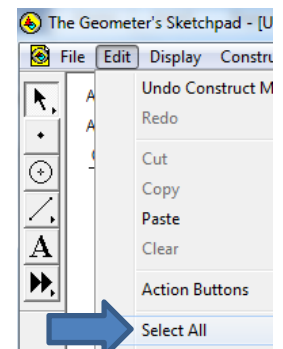 The Geometer's Sketchpad - [U
File Edit Display Constru
Undo Construct M
Redo
Cut
Copy
Paste
Clear
Action Buttons
Select All
A
A
A